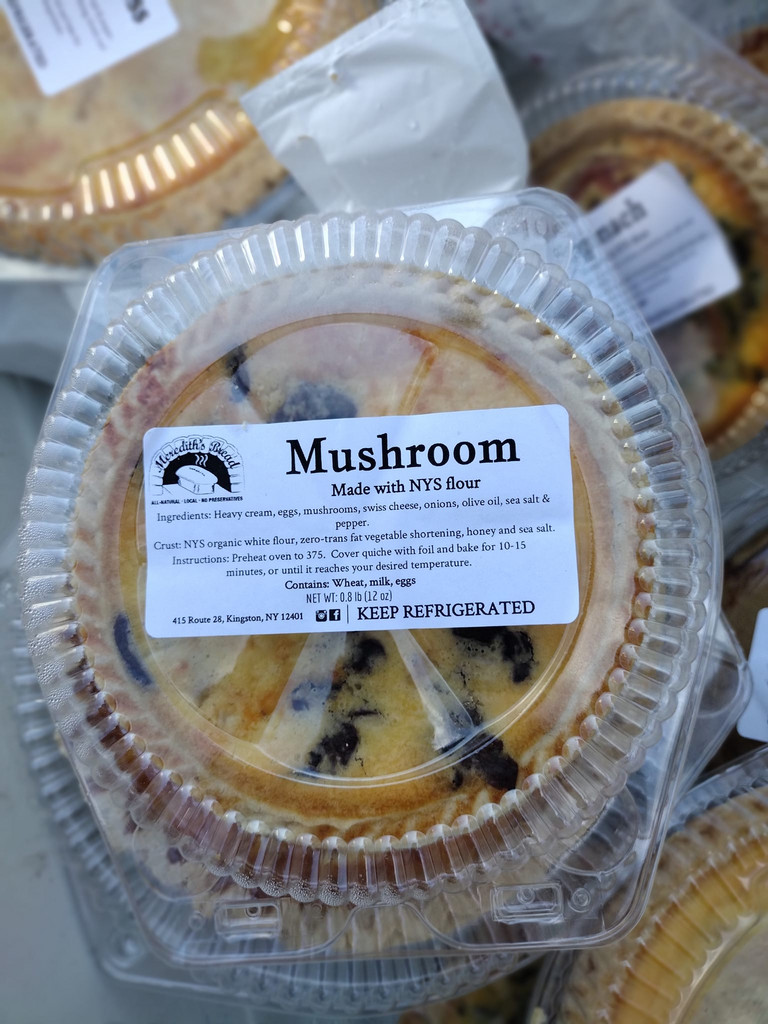 ss
nach
10
Mushroom
Made with NYS flour
Meredith's Bread
ALL-NATURAL · LOCAL · NO PRESERVATIVES
Ingredients: Heavy cream, eggs, mushrooms, swiss cheese, onions, olive oil, sea salt &
pepper.
Crust: NYS organic white flour, zero-trans fat vegetable shortening, honey and sea salt.
Instructions: Preheat oven to 375. Cover quiche with foil and bake for 10-15
minutes, or until it reaches your desired temperature.
Contains: Wheat, milk, eggs
NET WT: 0.8 lb (12 oz)
415 Route 28, Kingston, NY 12401 | KEEP REFRIGERATED